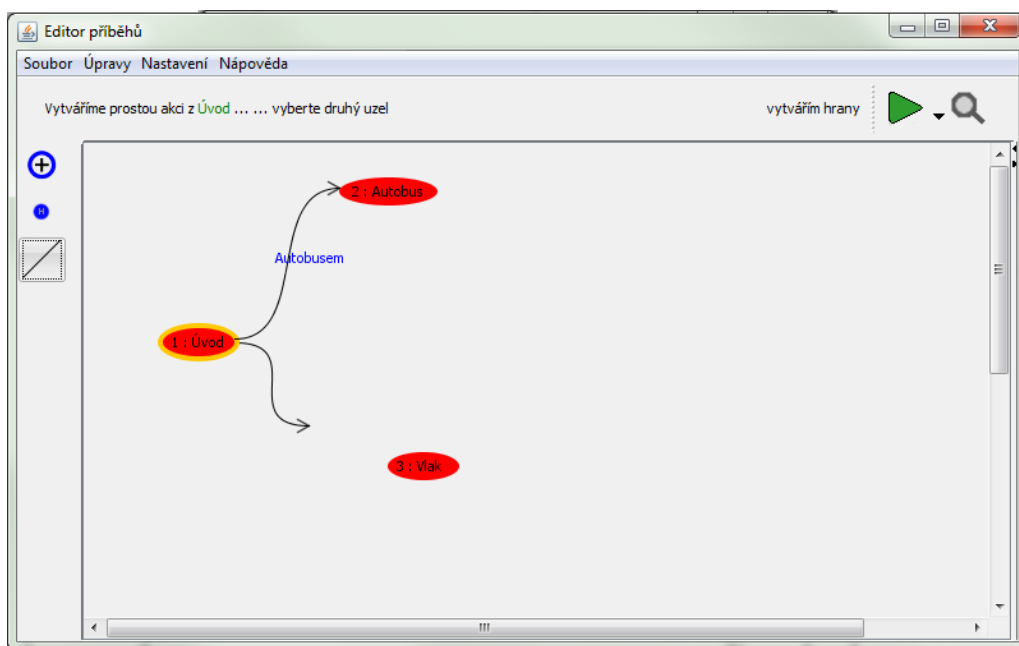 Editor příběhů
Soubor Úpravy Nastavení Nápověda
Vytváříme prostou akci z Úvod ... ... vyberte druhý uzel
vytvářím hrany
H
2 : Autobus
Autobusem
1 : Úvod
3 : Vlak